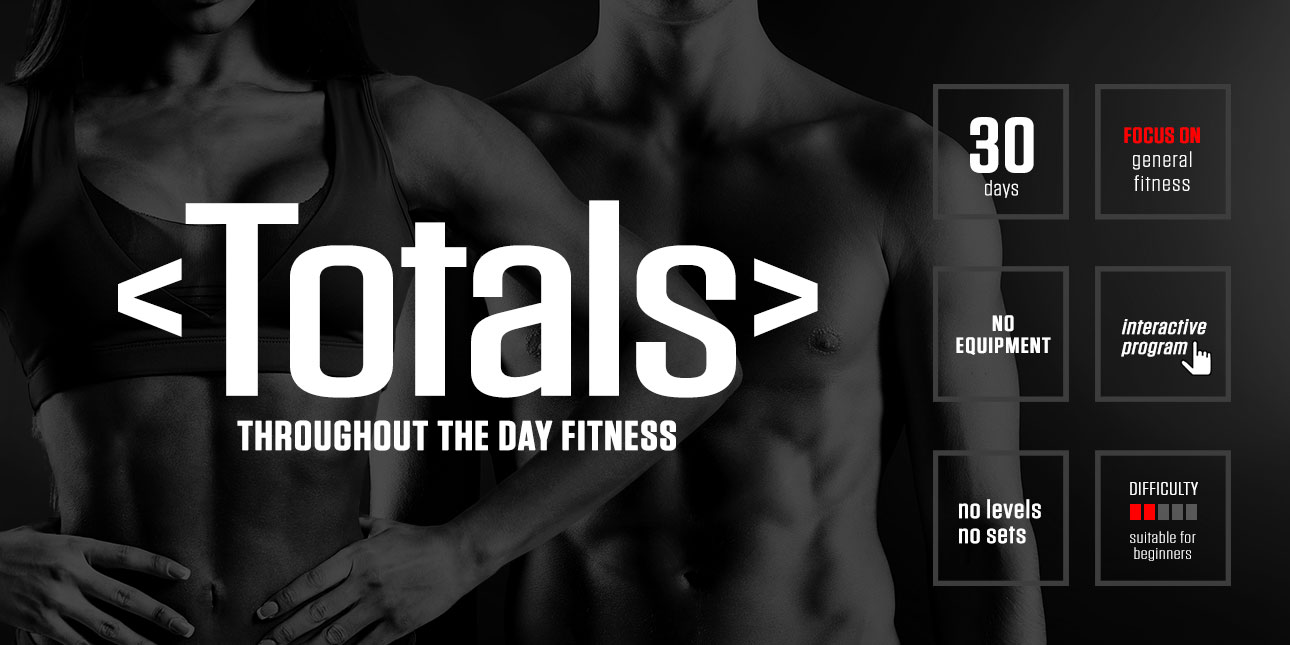 <Totals>
THROUGHOUT THE DAY FITNESS
30
days
FOCUS ON
general
fitness
NO
EQUIPMENT
interactive
program
no levels
no sets
DIFFICULTY
suitable for
beginners